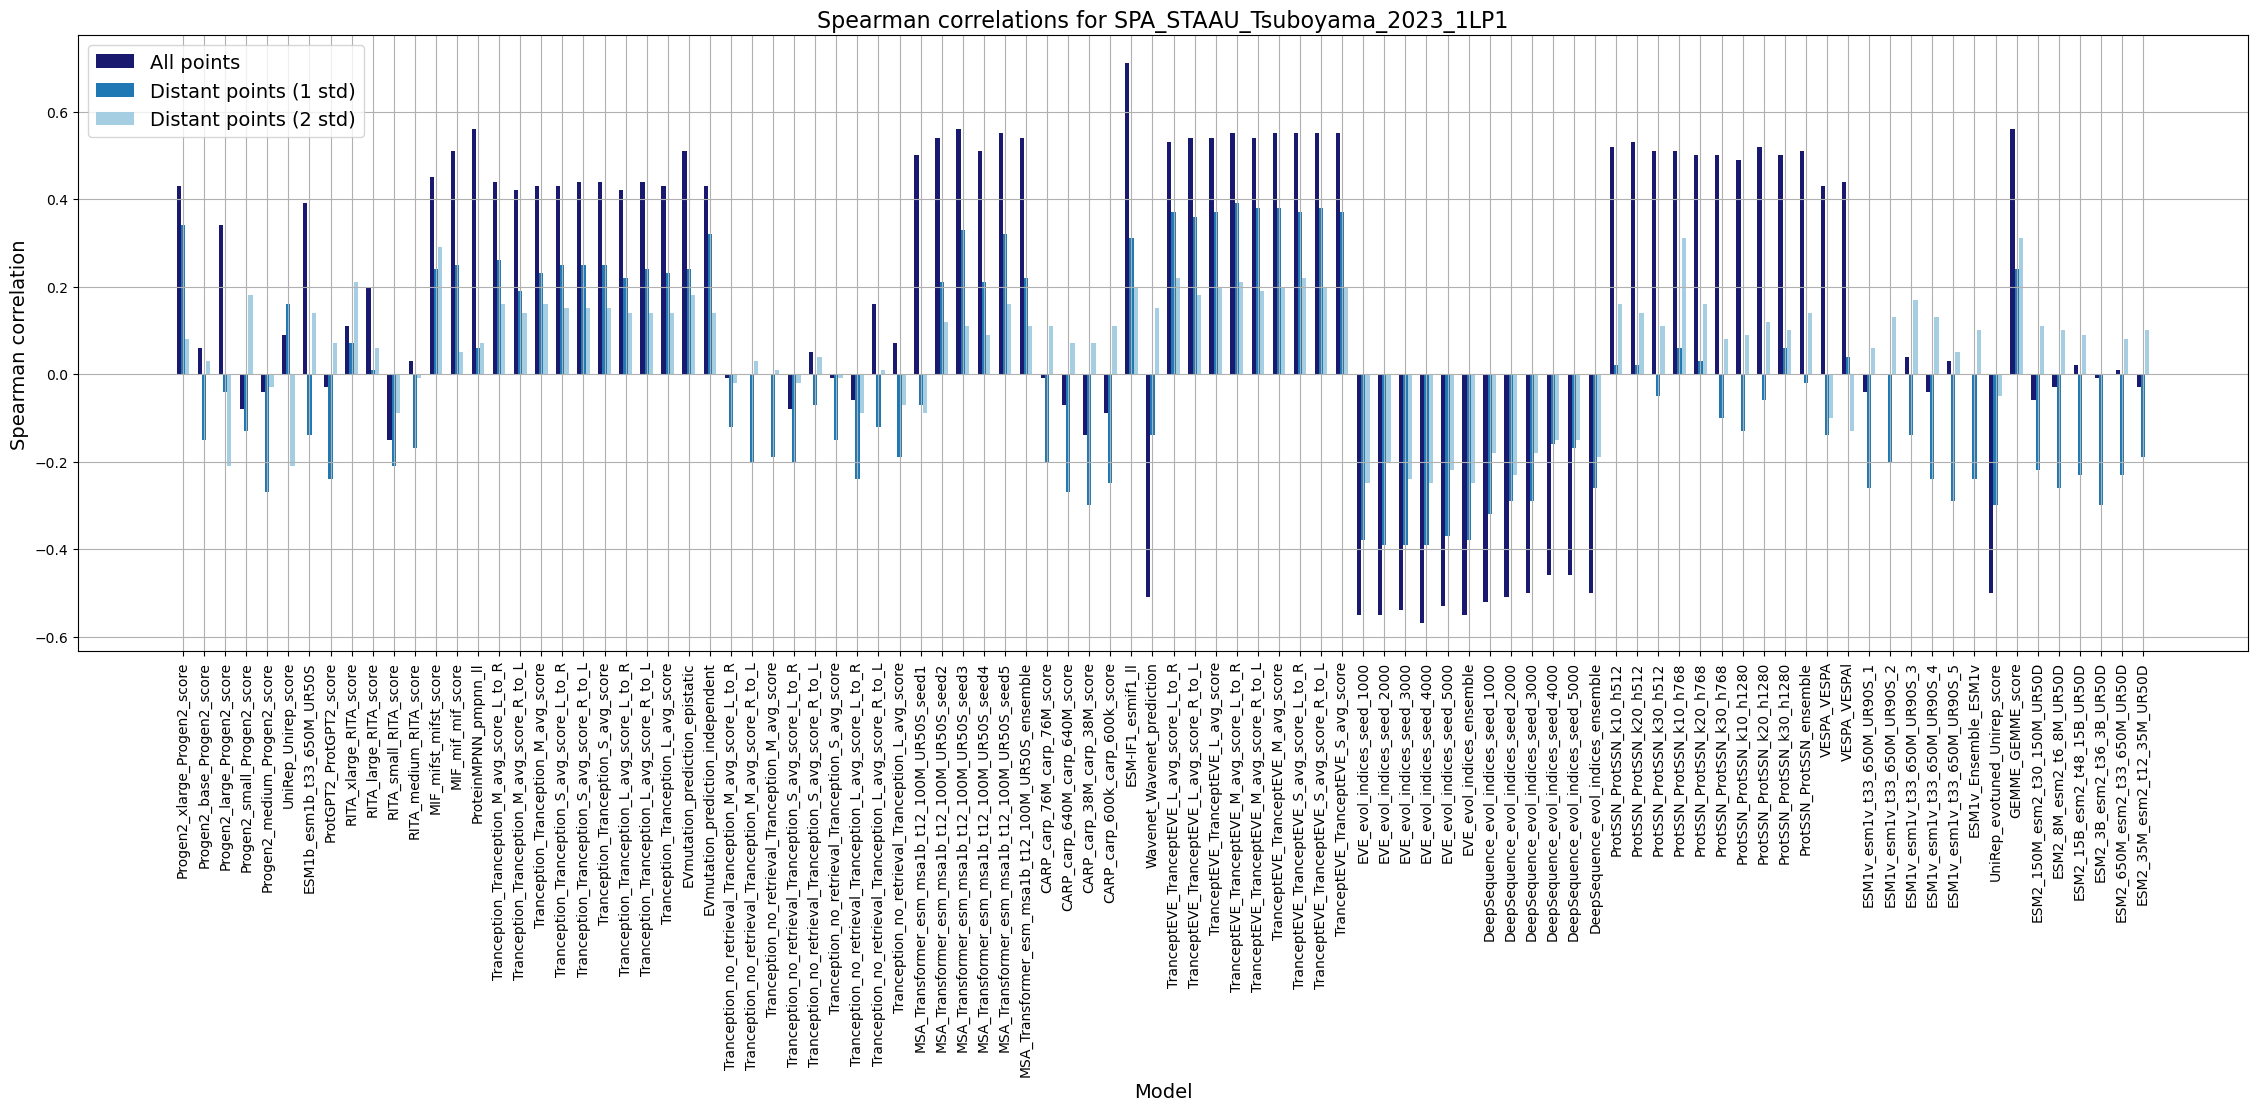 Spearman correlations for SPA_STAAU_Tsuboyama_2023_1LP1
All points
Distant points (1 std)
Distant points (2 std)
Spearman correlation
0.6
0.4
0.2
0.0
−0.2
−0.4
−0.6
Progen2_xlarge_Progen2_score
Progen2_base_Progen2_score
Progen2_large_Progen2_score
Progen2_small_Progen2_score
Progen2_medium_Progen2_score
UniRep_Unirep_score
ESM1b_esm1b_t33_650M_UR50S
ProtGPT2_ProtGPT2_score
RITA_xlarge_RITA_score
RITA_large_RITA_score
RITA_small_RITA_score
RITA_medium_RITA_score
MIF_mifst_mifst_score
MIF_mif_mif_score
ProteinMPNN_pmpnn_ll
Tranception_Tranception_M_avg_score_L_to_R
Tranception_Tranception_M_avg_score_R_to_L
Tranception_Tranception_M_avg_score
Tranception_Tranception_S_avg_score_L_to_R
Tranception_Tranception_S_avg_score_R_to_L
Tranception_Tranception_S_avg_score
Tranception_Tranception_L_avg_score_L_to_R
Tranception_Tranception_L_avg_score_R_to_L
Tranception_Tranception_L_avg_score
EVmutation_prediction_epistatic
EVmutation_prediction_independent
Tranception_no_retrieval_Tranception_M_avg_score_L_to_R
Tranception_no_retrieval_Tranception_M_avg_score_R_to_L
Tranception_no_retrieval_Tranception_M_avg_score
Tranception_no_retrieval_Tranception_S_avg_score_L_to_R
Tranception_no_retrieval_Tranception_S_avg_score_R_to_L
Tranception_no_retrieval_Tranception_S_avg_score
Tranception_no_retrieval_Tranception_L_avg_score_L_to_R
Tranception_no_retrieval_Tranception_L_avg_score_R_to_L
Tranception_no_retrieval_Tranception_L_avg_score
MSA_Transformer_esm_msa1b_t12_100M_UR50S_seed1
MSA_Transformer_esm_msa1b_t12_100M_UR50S_seed2
MSA_Transformer_esm_msa1b_t12_100M_UR50S_seed3
MSA_Transformer_esm_msa1b_t12_100M_UR50S_seed4
MSA_Transformer_esm_msa1b_t12_100M_UR50S_seed5
MSA_Transformer_esm_msa1b_t12_100M_UR50S_ensemble
CARP_carp_76M_carp_76M_score
CARP_carp_640M_carp_640M_score
CARP_carp_38M_carp_38M_score
CARP_carp_600k_carp_600k_score
ESM-IF1_esmif1_ll
Wavenet_Wavenet_prediction
TranceptEVE_TranceptEVE_L_avg_score_L_to_R
TranceptEVE_TranceptEVE_L_avg_score_R_to_L
TranceptEVE_TranceptEVE_L_avg_score
TranceptEVE_TranceptEVE_M_avg_score_L_to_R
TranceptEVE_TranceptEVE_M_avg_score_R_to_L
TranceptEVE_TranceptEVE_M_avg_score
TranceptEVE_TranceptEVE_S_avg_score_L_to_R
TranceptEVE_TranceptEVE_S_avg_score_R_to_L
TranceptEVE_TranceptEVE_S_avg_score
EVE_evol_indices_seed_1000
EVE_evol_indices_seed_2000
EVE_evol_indices_seed_3000
EVE_evol_indices_seed_4000
EVE_evol_indices_seed_5000
EVE_evol_indices_ensemble
DeepSequence_evol_indices_seed_1000
DeepSequence_evol_indices_seed_2000
DeepSequence_evol_indices_seed_3000
DeepSequence_evol_indices_seed_4000
DeepSequence_evol_indices_seed_5000
DeepSequence_evol_indices_ensemble
ProtSSN_ProtSSN_k10_h512
ProtSSN_ProtSSN_k20_h512
ProtSSN_ProtSSN_k30_h512
ProtSSN_ProtSSN_k10_h768
ProtSSN_ProtSSN_k20_h768
ProtSSN_ProtSSN_k30_h768
ProtSSN_ProtSSN_k10_h1280
ProtSSN_ProtSSN_k20_h1280
ProtSSN_ProtSSN_k30_h1280
ProtSSN_ProtSSN_ensemble
VESPA_VESPA
VESPA_VESPAl
ESM1v_esm1v_t33_650M_UR90S_1
ESM1v_esm1v_t33_650M_UR90S_2
ESM1v_esm1v_t33_650M_UR90S_3
ESM1v_esm1v_t33_650M_UR90S_4
ESM1v_esm1v_t33_650M_UR90S_5
ESM1v_Ensemble_ESM1v
UniRep_evotuned_Unirep_score
GEMME_GEMME_score
ESM2_150M_esm2_t30_150M_UR50D
ESM2_8M_esm2_t6_8M_UR50D
ESM2_15B_esm2_t48_15B_UR50D
ESM2_3B_esm2_t36_3B_UR50D
ESM2_650M_esm2_t33_650M_UR50D
ESM2_35M_esm2_t12_35M_UR50D
Model